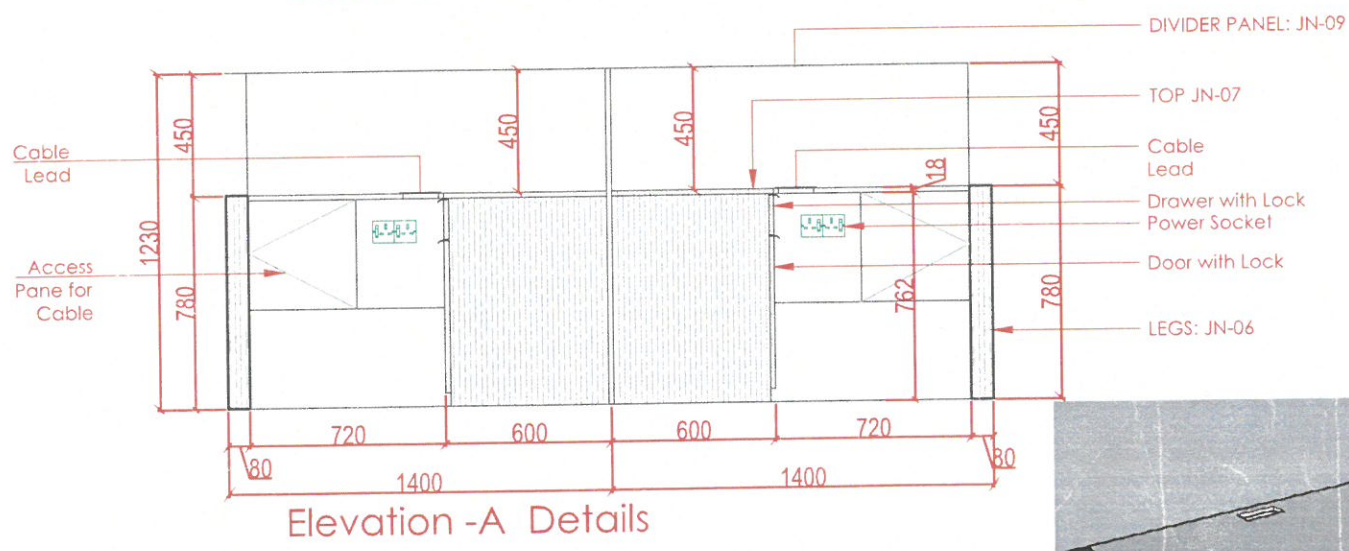 DIVIDER PANEL: JN-09
TOP JN-07
Cable
Lead
Drawer with Lock
Power Socket
Door with Lock
LEGS: JN-06
Cable
Lead
Access
Pane for
Cable
1230
450
780
450
450
18
762
450
780
720
600
600
720
80
1400
1400
80
Elevation -A Details